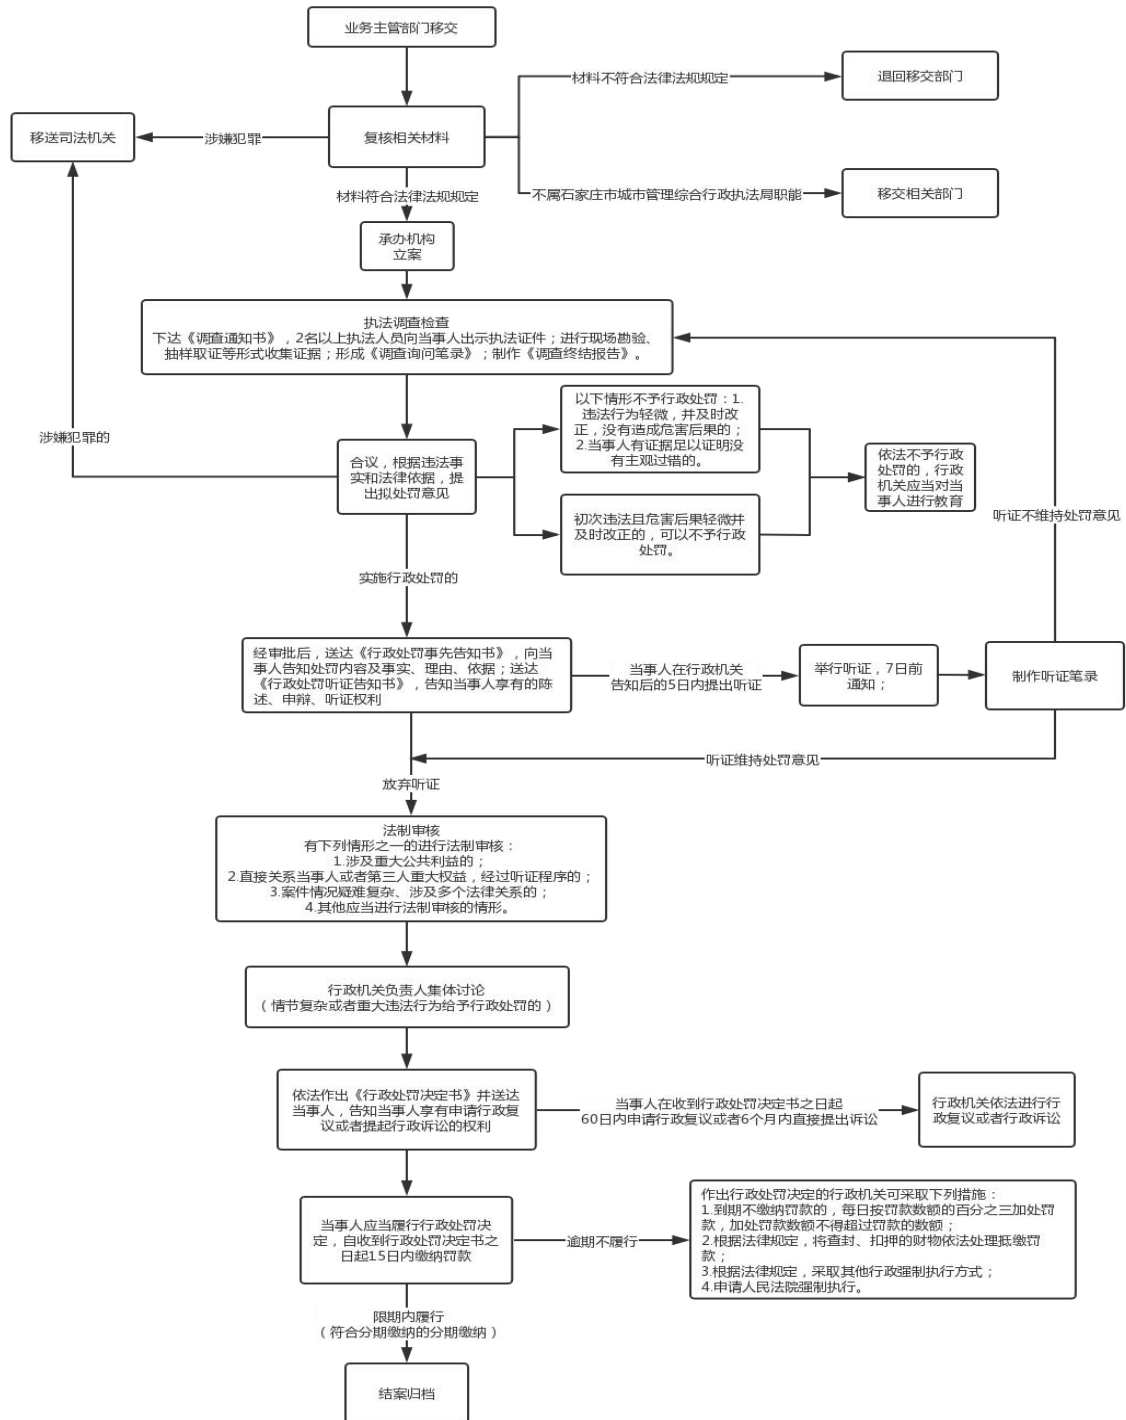 业务主管部门移交
材料不符合法律法规规定
退回移交部门
移送司法机关
涉嫌犯罪
复核相关材料
材料符合法律法规规定
不属石家庄市城市管理综合行政执法局职能
移交相关部门
承办机构
立案
执法调查检查
下达《调查通知书》，2名以上执法人员向当事人出示执法证件；进行现场勘验、
抽样取证等形式收集证据；形成《调查询问笔录》；制作《调查终结报告》。
涉嫌犯罪的
合议，根据违法事
实和法律依据，提
出拟处罚意见
以下情形不予行政处罚：1.
违法行为轻微，并及时改
正，没有造成危害后果的；
2.当事人有证据足以证明没
有主观过错的。
初次违法且危害后果轻微并
及时改正的，可以不予行政
处罚。
依法不予行政
处罚的，行政
机关应当对当
事人进行教育
听证不维持处罚意见
实施行政处罚的
经审批后，送达《行政处罚事先告知书》，向当
事人告知处罚内容及事实、理由、依据；送达
《行政处罚听证告知书》，告知当事人享有的陈
述、申辩、听证权利
当事人在行政机关
告知后的5日内提出听证
举行听证，7日前
通知；
制作听证笔录
听证维持处罚意见
放弃听证
法制审核
有下列情形之一的进行法制审核：
1.涉及重大公共利益的；
2.直接关系当事人或者第三人重大权益，经过听证程序的；
3.案件情况疑难复杂、涉及多个法律关系的；
4.其他应当进行法制审核的情形。
行政机关负责人集体讨论
（情节复杂或者重大违法行为给予行政处罚的）
依法作出《行政处罚决定书》并送达
当事人，告知当事人享有申请行政复
议或者提起行政诉讼的权利
当事人在收到行政处罚决定书之日起
60日内申请行政复议或者6个月内直接提出诉讼
行政机关依法进行行
政复议或者行政诉讼
当事人应当履行行政处罚决
定，自收到行政处罚决定书之
日起15日内缴纳罚款
逾期不履行
作出行政处罚决定的行政机关可采取下列措施：
1.到期不缴纳罚款的，每日按罚款数额的百分之三加处罚
款，加处罚款数额不得超过罚款的数额；
2.根据法律规定，将查封、扣押的财物依法处理抵缴罚
款；
3.根据法律规定，采取其他行政强制执行方式；
4.申请人民法院强制执行。
限期内履行
（符合分期缴纳的分期缴纳）
结案归档